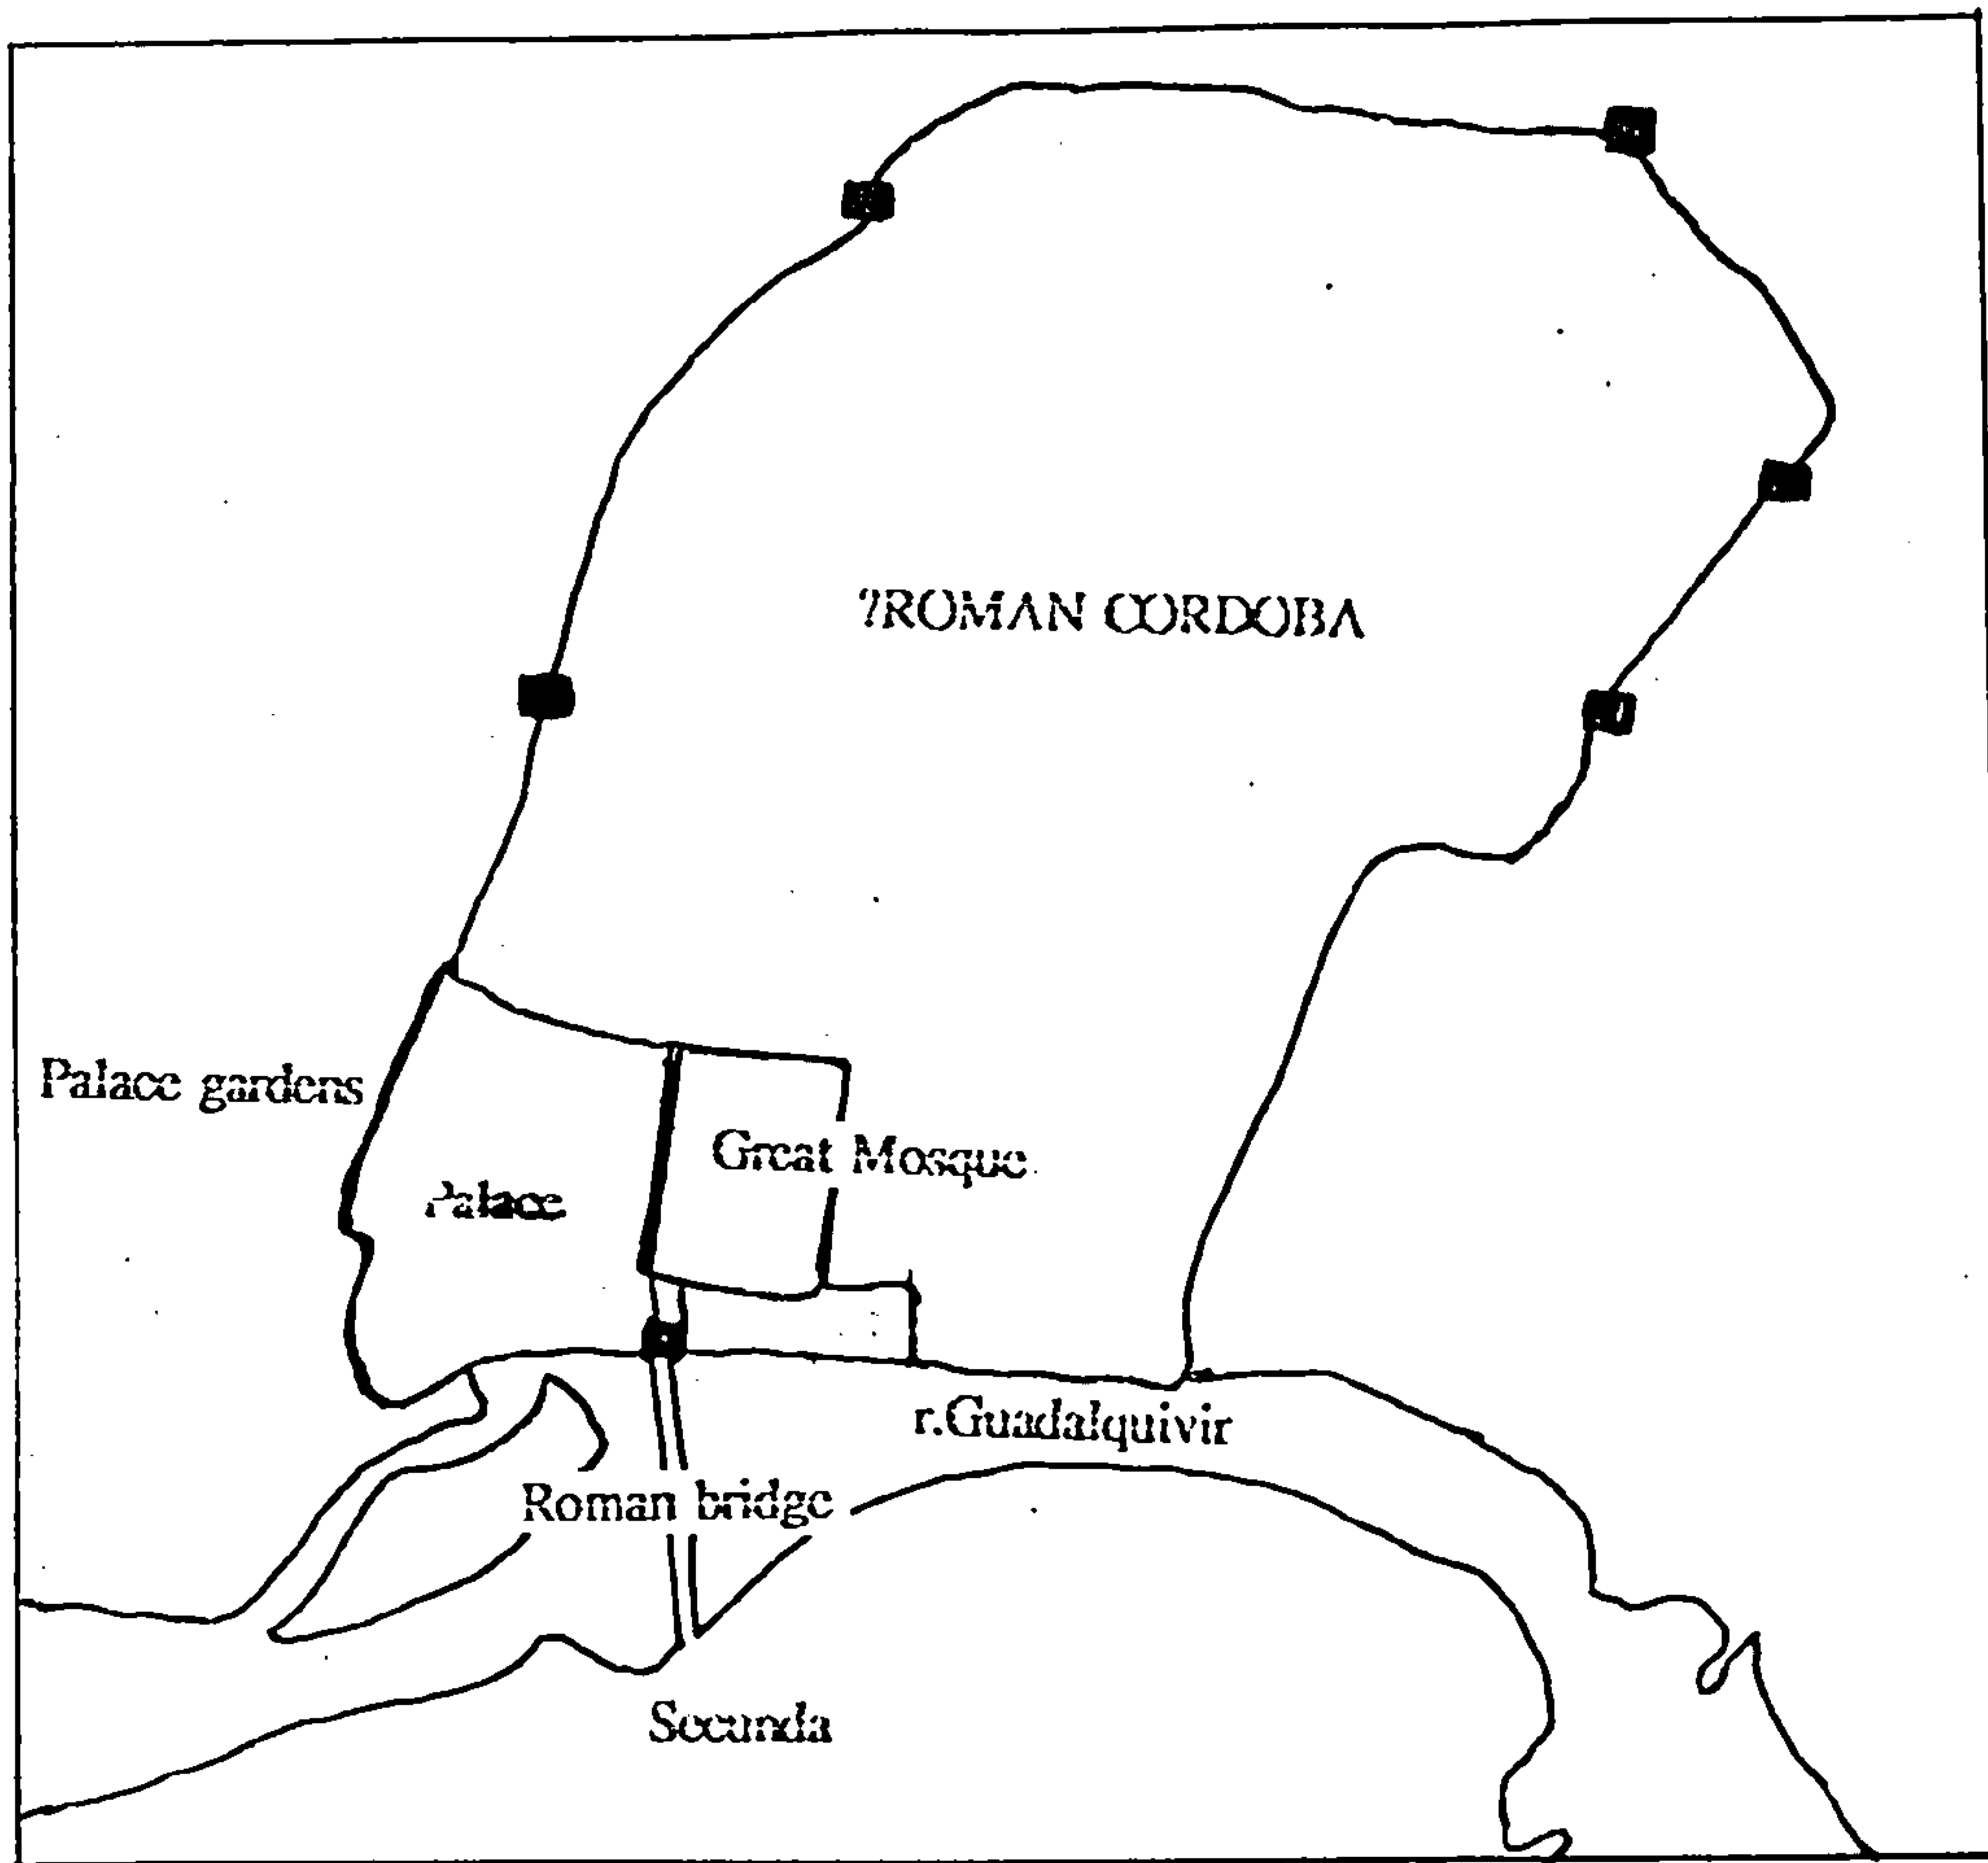 ?ROMAN CORDOBA
Palace gardens
Great Mosque
Palace
r.Guadalquivir
Roman bridge
Secunda